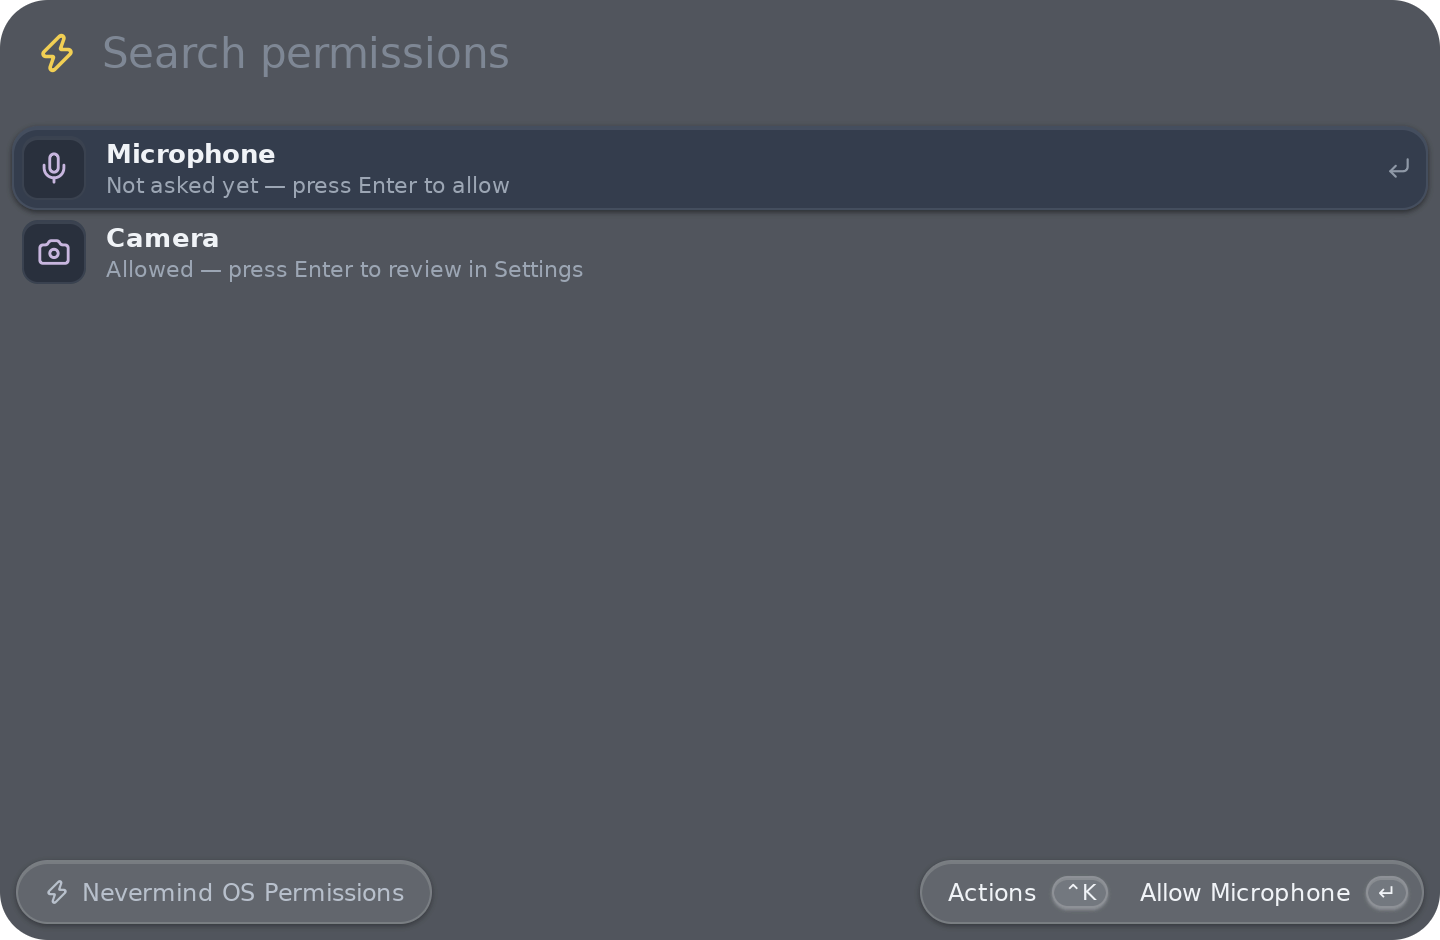 Search permissions
Microphone
Not asked yet — press Enter to allow
Camera
Allowed — press Enter to review in Settings
Nevermind OS Permissions
Actions ^K Allow Microphone ↵